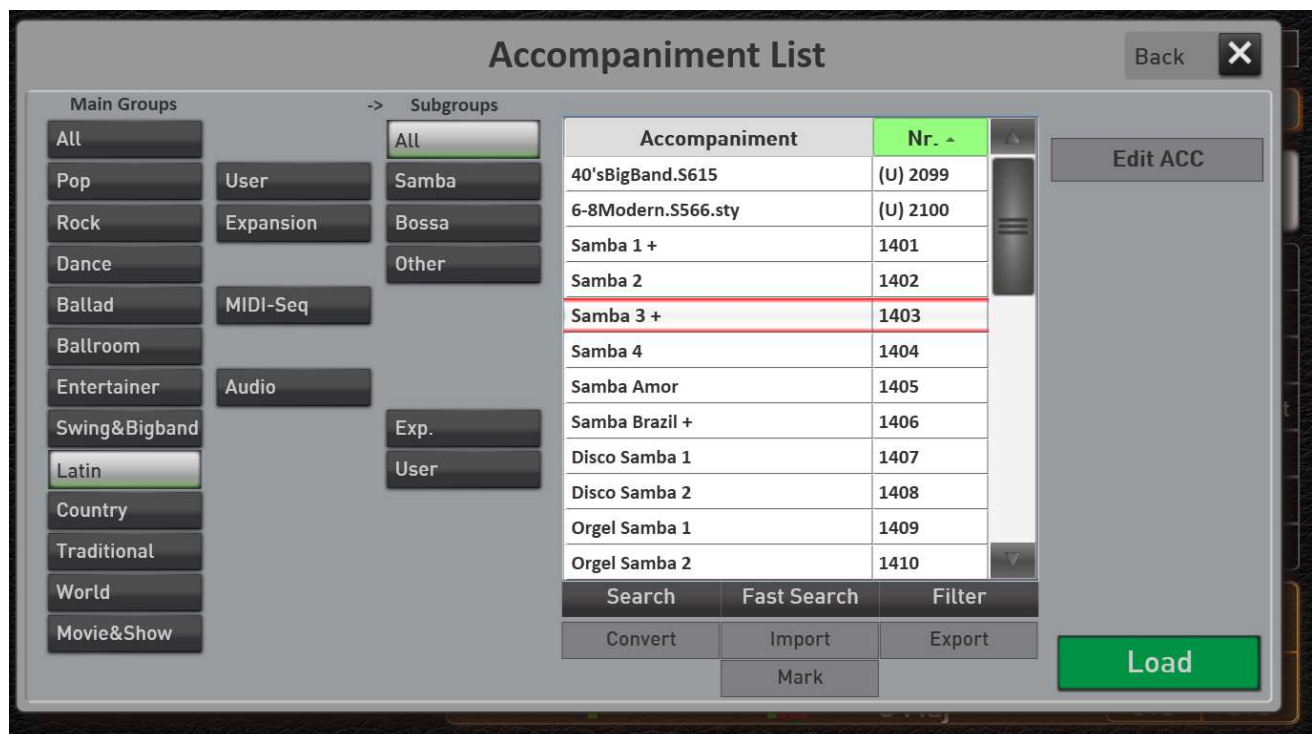 Accompaniment List
Back
Main Groups -> Subgroups
All
Pop
Rock
Dance
Ballad
Ballroom
Entertainer
Swing&Bigband
Latin
Country
Traditional
World
Movie&Show
User
Expansion
MIDI-Seq
Audio
All
Samba
Bossa
Other
Exp.
User
Accompaniment Nr.
40'sBigBand.S615 (U) 2099
6-8Modern.S566.sty (U) 2100
Samba 1 + 1401
Samba 2 1402
Samba 3 + 1403
Samba 4 1404
Samba Amor 1405
Samba Brazil + 1406
Disco Samba 1 1407
Disco Samba 2 1408
Orgel Samba 1 1409
Orgel Samba 2 1410
Search Fast Search Filter
Convert Import Export
Mark
Edit ACC
Load